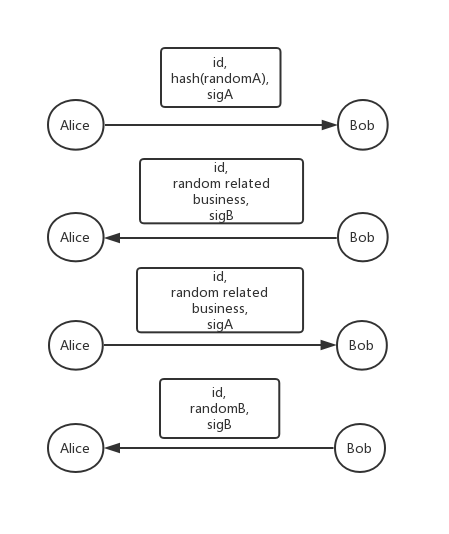 id,
hash(randomA),
sigA
Alice
Bob
id,
random related
business,
sigB
Alice
Bob
id,
random related
business,
sigA
Alice
Bob
id,
randomB,
sigB
Alice
Bob